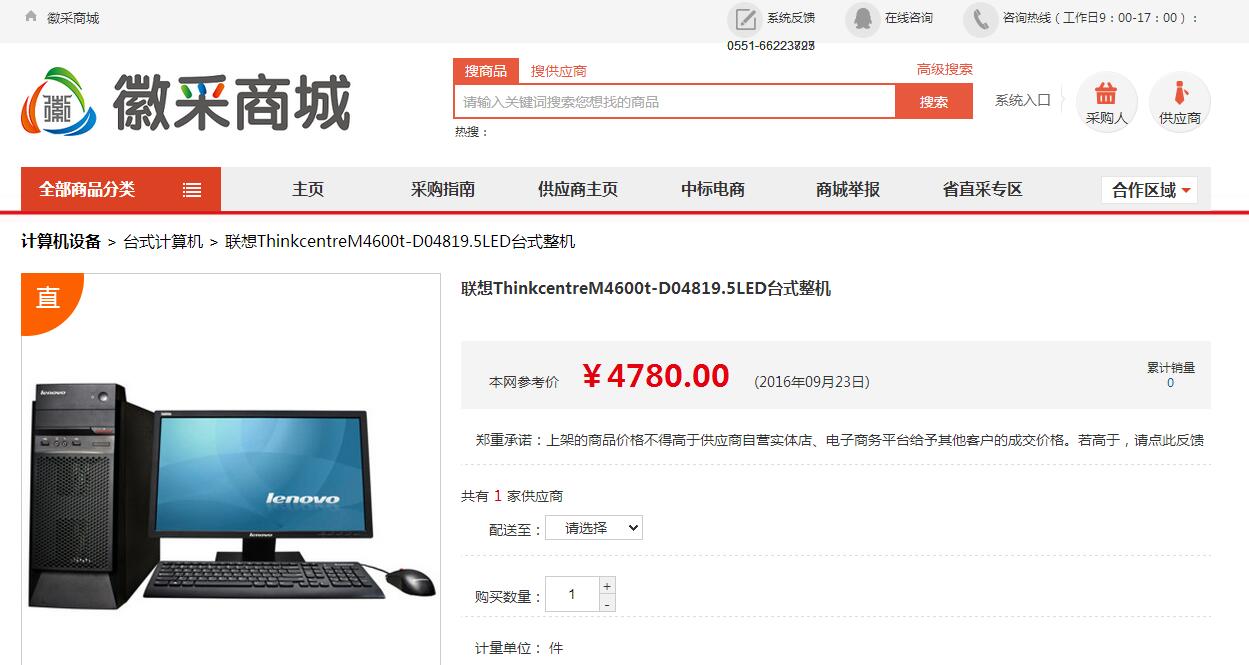 徽采商城
系统反馈
在线咨询
咨询热线（工作日9：00-17：00）：
徽
徽采商城
搜商品 搜供应商 高级搜索
请输入关键词搜索您想找的商品 搜索
热搜：
系统入口
采购人
供应商
全部商品分类 主页 采购指南 供应商主页 中标电商 商城举报 省直采专区 合作区域
计算机设备 > 台式计算机 > 联想ThinkcentreM4600t-D04819.5LED台式整机
直
lenovo
lenovo
lenovo
联想ThinkcentreM4600t-D04819.5LED台式整机
本网参考价 ￥4780.00 (2016年09月23日)
累计销量
0
郑重承诺：上架的商品价格不得高于供应商自营实体店、电子商务平台给予其他客户的成交价格。若高于，请点此反馈
共有 1 家供应商
配送至： 请选择
购买数量： 1 + -
计量单位： 件